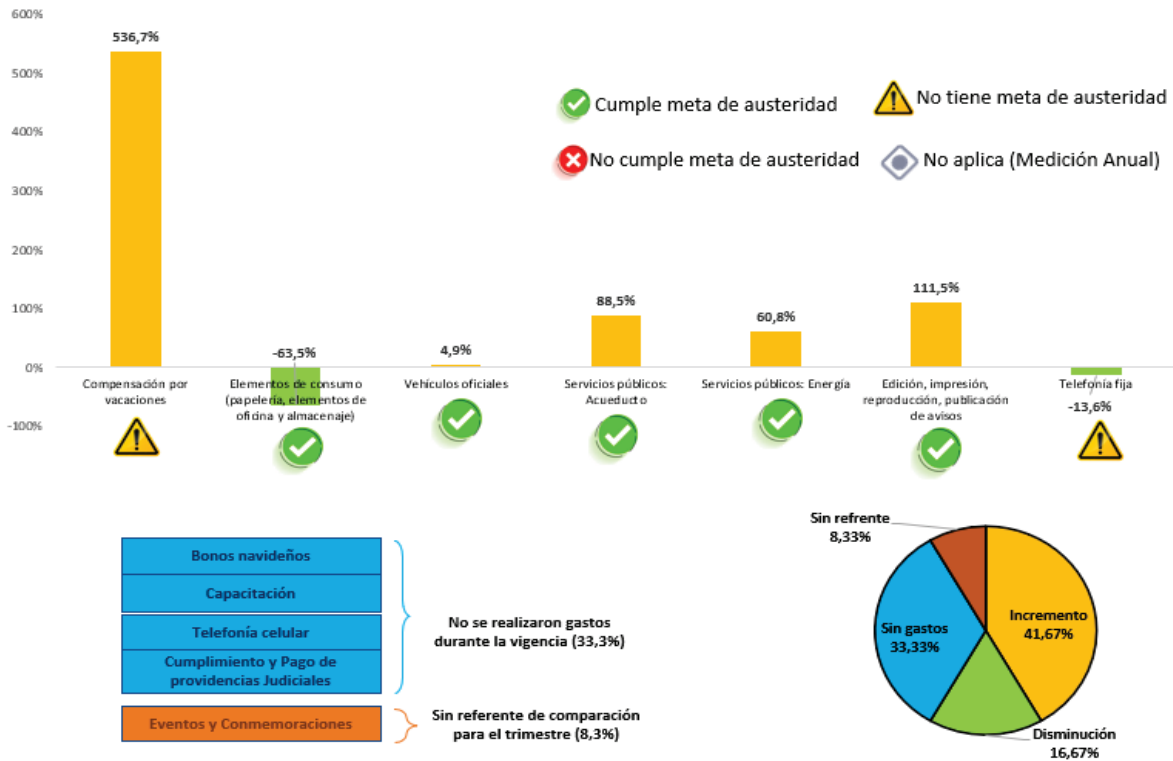 600%
500%
400%
300%
200%
100%
0%
-100%
536,7%
-63,5%
4,9%
88,5%
60,8%
111,5%
-13,6%
Cumple meta de austeridad
No tiene meta de austeridad
No cumple meta de austeridad
No aplica (Medición Anual)
Compensación por
vacaciones
Elementos de consumo
(papelería, elementos de
oficina y almacenaje)
Vehículos oficiales
Servicios públicos:
Acueducto
Servicios públicos: Energía
Edición, impresión,
reproducción, publicación
de avisos
Telefonía fija
Bonos navideños
Capacitación
Telefonía celular
Cumplimiento y Pago de
providencias Judiciales
No se realizaron gastos
durante la vigencia (33,3%)
Eventos y Conmemoraciones
Sin referente de comparación
para el trimestre (8,3%)
Sin refrente
8,33%
Incremento
41,67%
Sin gastos
33,33%
Disminución
16,67%